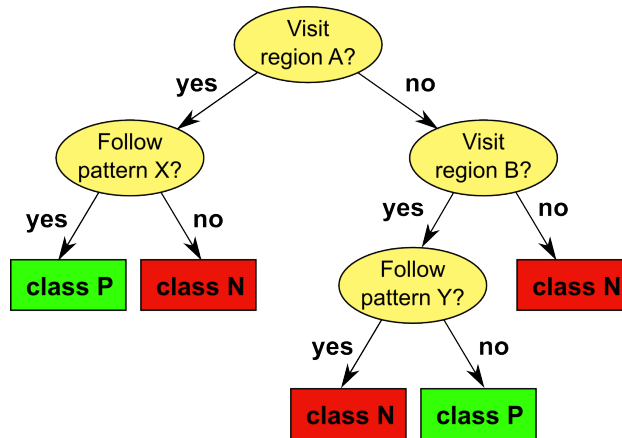 Visit
region A?
yes
no
Follow
pattern X?
Visit
region B?
yes
no
yes
no
class P
class N
Follow
pattern Y?
class N
yes
no
class N
class P